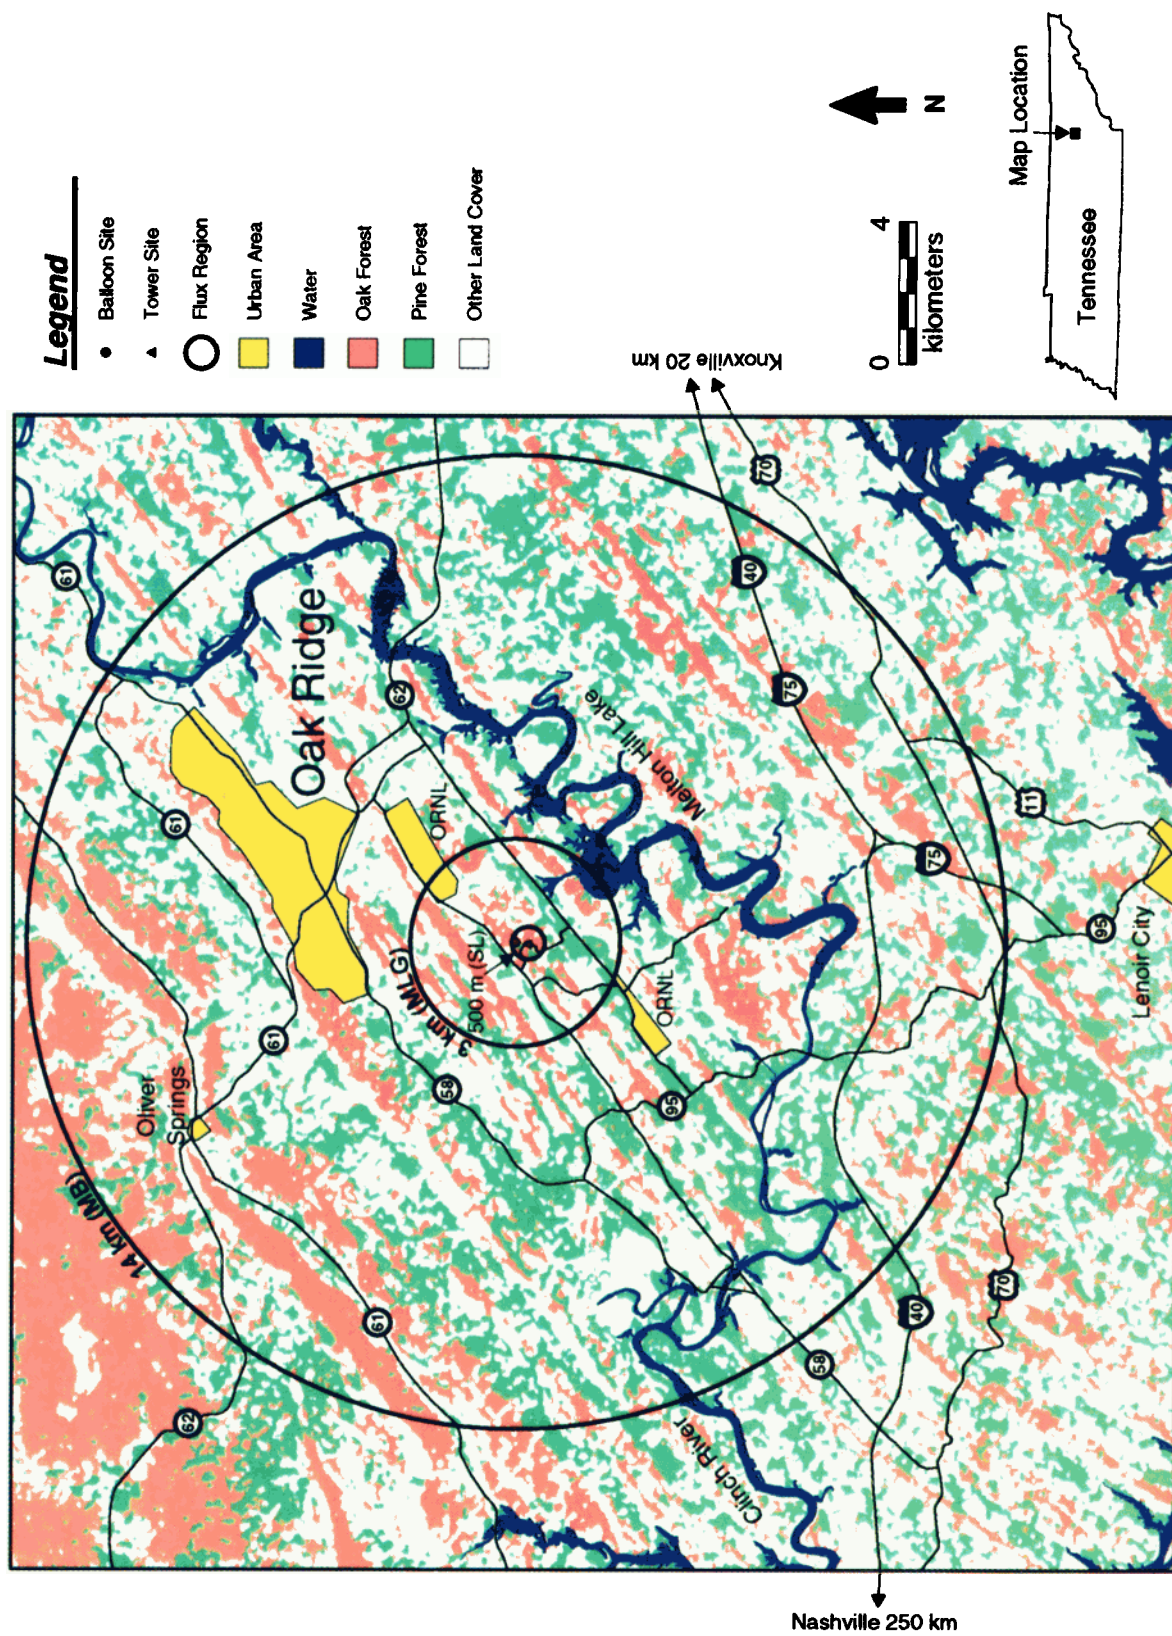 Legend
Balloon Site
Tower Site
Flux Region
Urban Area
Water
Oak Forest
Pine Forest
Other Land Cover
N
0 4
kilometers
Map Location
Tennessee
Knoxville 20 km
Nashville 250 km
14 km (MB)
3 km (MLG)
500 m (SL)
Oak Ridge
Oliver
Springs
ORNL
ORNL
Melton Hill Lake
Clinch River
Lenoir City
61
61
61
61
62
62
58
58
95
95
40
40
75
75
70
70
11